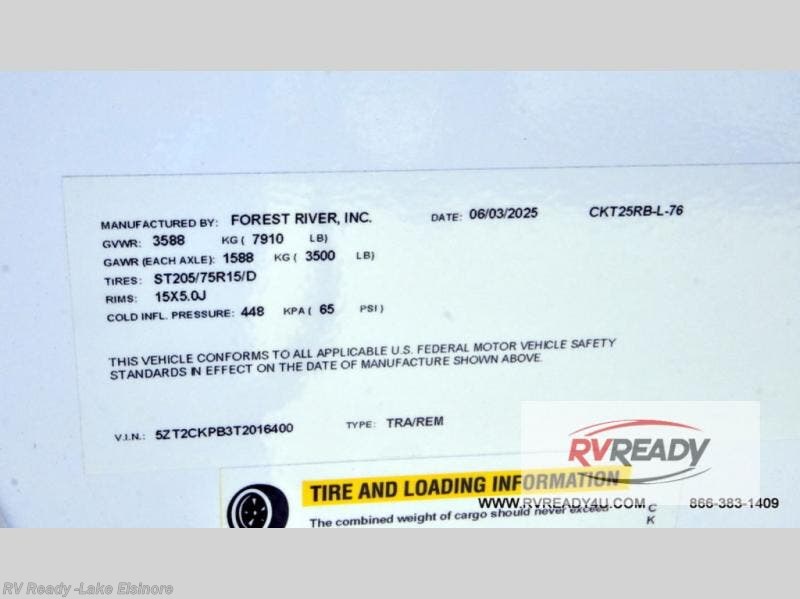 MANUFACTURED BY: FOREST RIVER, INC. DATE: 06/03/2025 CKT25RB-L-76
GVWR: 3588 KG ( 7910 LB)
GAWR (EACH AXLE): 1588 KG ( 3500 LB)
TIRES: ST205/75R15/D
RIMS: 15X5.0J
COLD INFL. PRESSURE: 448 KPA ( 65 PSI)
THIS VEHICLE CONFORMS TO ALL APPLICABLE U.S. FEDERAL MOTOR VEHICLE SAFETY
STANDARDS IN EFFECT ON THE DATE OF MANUFACTURE SHOWN ABOVE.
V.I.N.: 5ZT2CKPB3T2016400 TYPE: TRA/REM
RVREADY
TIRE AND LOADING INFORMATION
WWW.RVREADY4U.COM 866-383-1409
The combined weight of cargo should never exceed C
K
RV Ready -Lake Elsinore